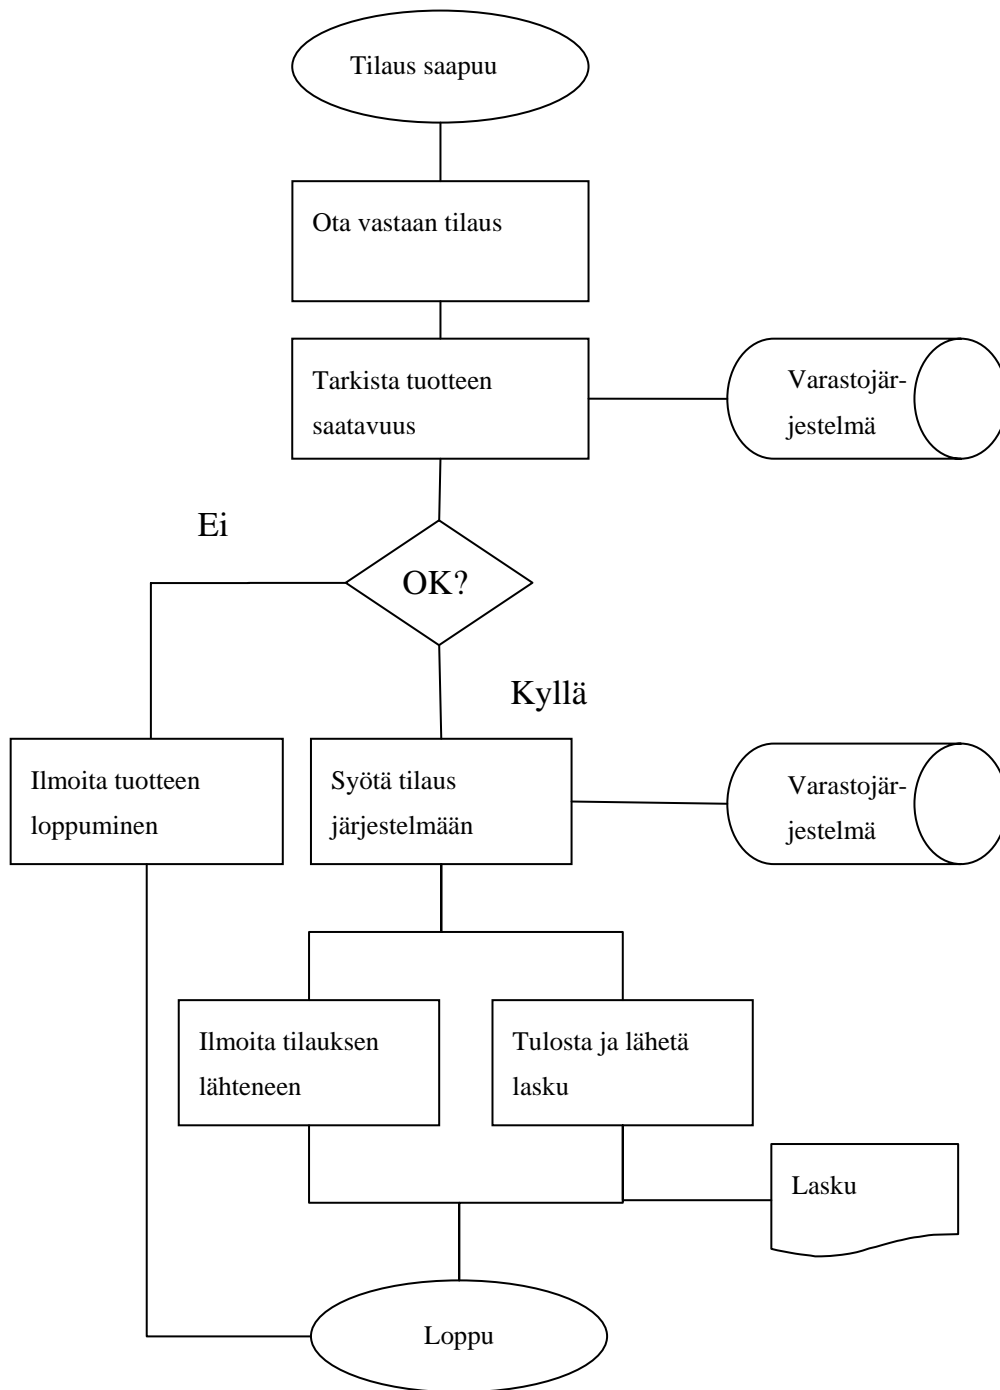 Tilaus saapuu
Ota vastaan tilaus
Tarkista tuotteen
saatavuus
Varastojär-
jestelmä
Ei
OK?
Kyllä
Ilmoita tuotteen
loppuminen
Syötä tilaus
järjestelmään
Varastojär-
jestelmä
Ilmoita tilauksen
lähteneen
Tulosta ja lähetä
lasku
Lasku
Loppu